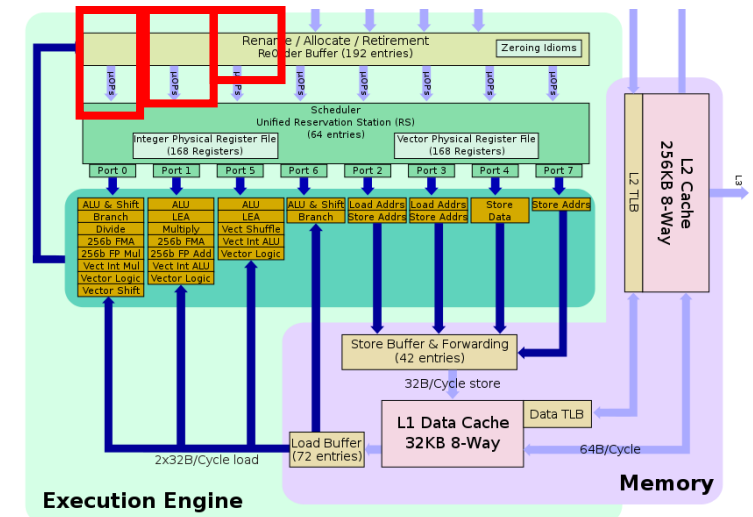 Rename / Allocate / Retirement
ReOrder Buffer (192 entries)
Zeroing Idioms
μOPs μOPs μOPs μOPs μOPs μOPs μOPs μOPs
Scheduler
Unified Reservation Station (RS)
(64 entries)
Integer Physical Register File
(168 Registers)
Vector Physical Register File
(168 Registers)
Port 0 Port 1 Port 5 Port 6 Port 2 Port 3 Port 4 Port 7
ALU & Shift
Branch
Divide
256b FMA
256b FP Mul
Vect Int Mul
Vector Logic
Vector Shift
ALU
LEA
Multiply
256b FMA
256b FP Add
Vect Int ALU
Vector Logic
ALU
LEA
Vect Shuffle
Vect Int ALU
Vector Logic
ALU & Shift
Branch
Load Addrs
Store Addrs
Load Addrs
Store Addrs
Store
Data
Store Addrs
L2 TLB
L2 Cache
256KB 8-Way
L3
Store Buffer & Forwarding
(42 entries)
32B/Cycle store
L1 Data Cache
32KB 8-Way
Data TLB
Load Buffer
(72 entries)
2x32B/Cycle load
64B/Cycle
Memory
Execution Engine